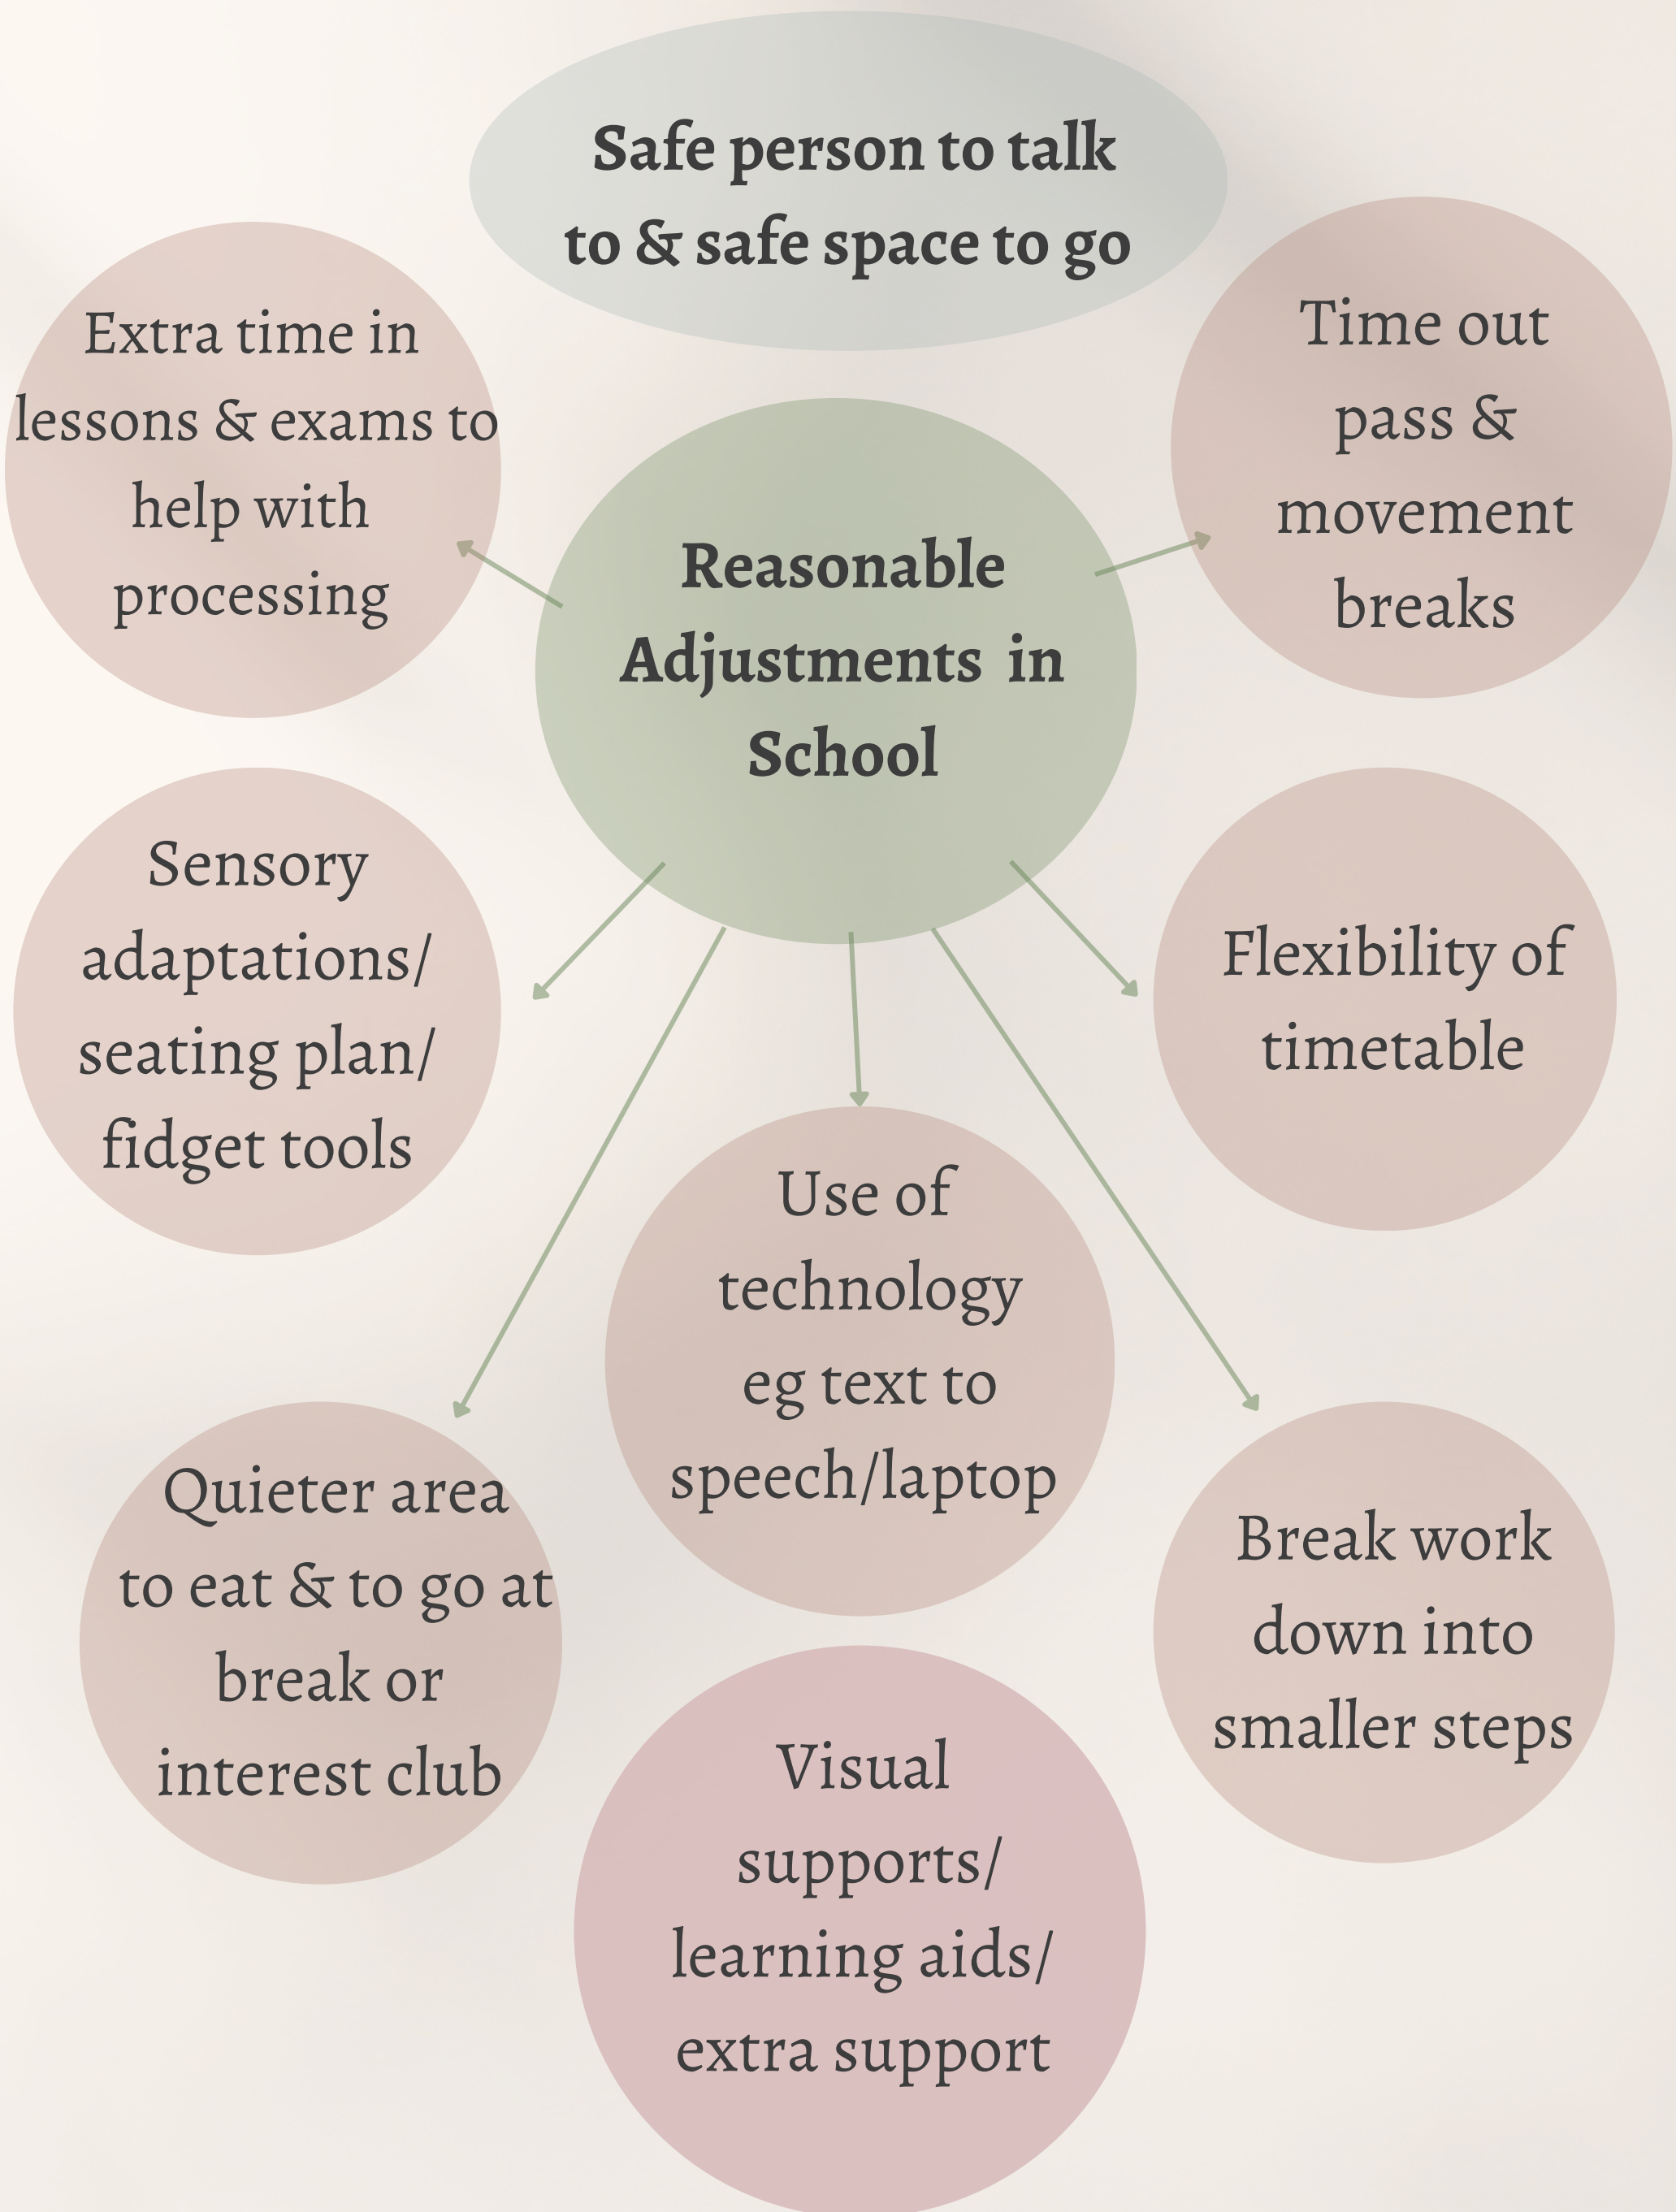 Safe person to talk
to & safe space to go
Extra time in
lessons & exams to
help with
processing
Time out
pass &
movement
breaks
Reasonable
Adjustments in
School
Sensory
adaptations/
seating plan/
fidget tools
Flexibility of
timetable
Use of
technology
eg text to
speech/laptop
Quieter area
to eat & to go at
break or
interest club
Break work
down into
smaller steps
Visual
supports/
learning aids/
extra support